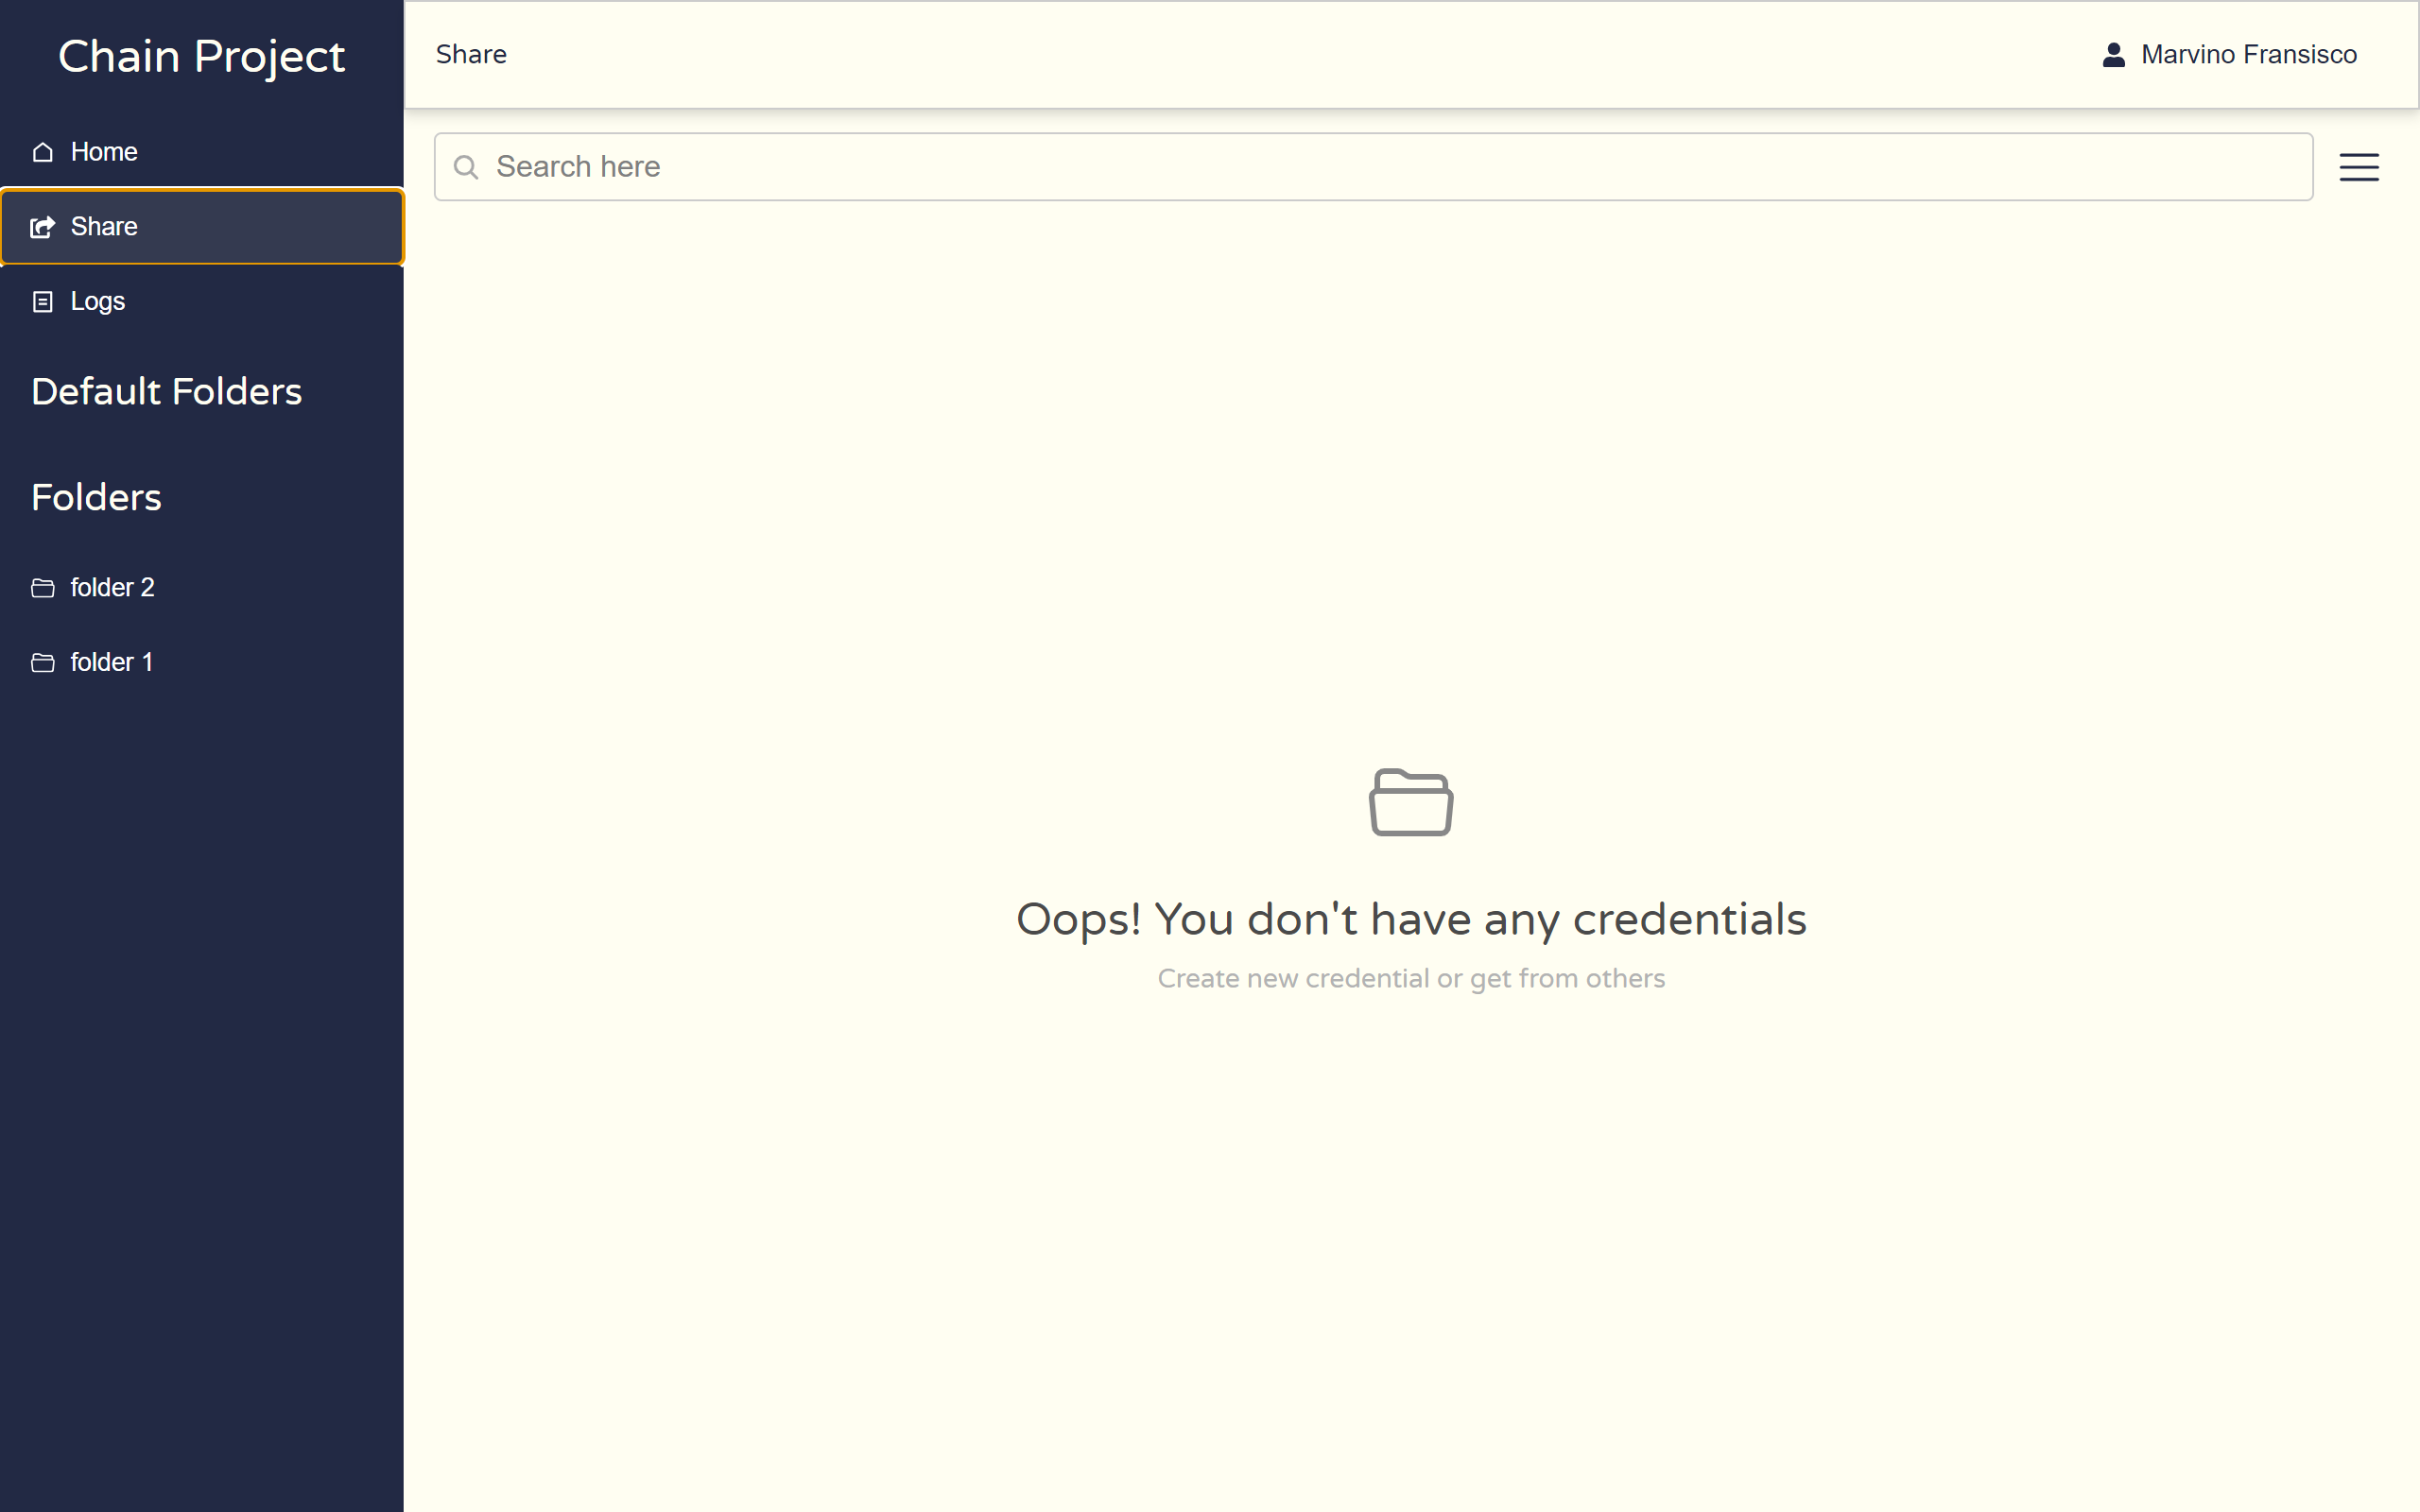 Chain Project
Home
Share
Logs
Default Folders
Folders
folder 2
folder 1
Share
Marvino Fransisco
Search here
Oops! You don't have any credentials
Create new credential or get from others